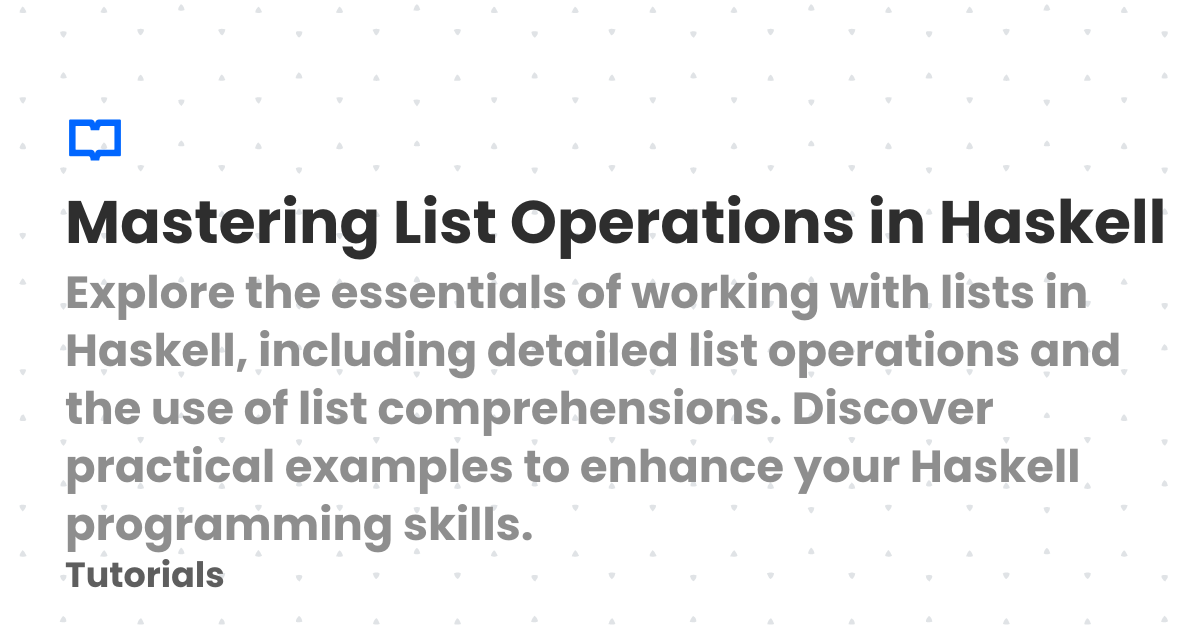 Mastering List Operations in Haskell
Explore the essentials of working with lists in
Haskell, including detailed list operations and
the use of list comprehensions. Discover
practical examples to enhance your Haskell
programming skills.
Tutorials